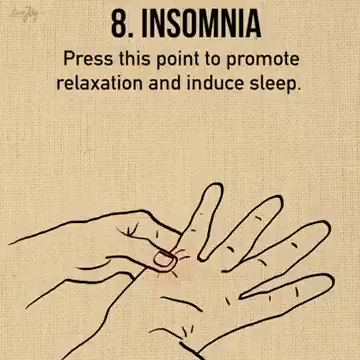 8. INSOMNIA
Press this point to promote
relaxation and induce sleep.